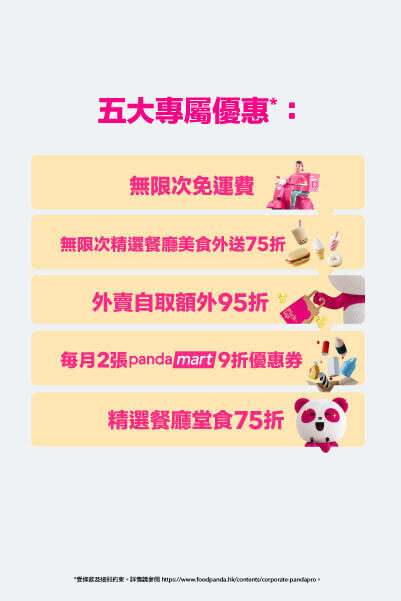 五大專屬優惠*：
無限次免運費
無限次精選餐廳美食外送75折
外賣自取額外95折
每月2張pandamart9折優惠券
精選餐廳堂食75折
*受條款及細則約束。詳情請參閱 https://www.foodpanda.hk/contents/corporate-pandapro。